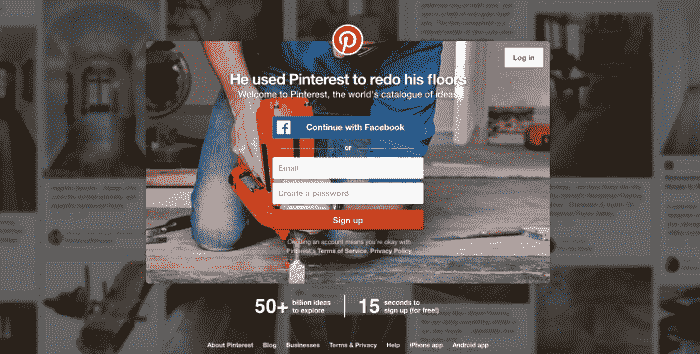 Log in
He used Pinterest to redo his floors
Welcome to Pinterest, the world's catalogue of ideas
Continue with Facebook
or
Email
Create a password
Sign up
Creating an account means you're okay with
Pinterest's Terms of Service, Privacy Policy
50+ billion ideas
to explore
15 seconds to
sign up (for free!)
About Pinterest Blog Businesses Terms & Privacy Help iPhone app Android app